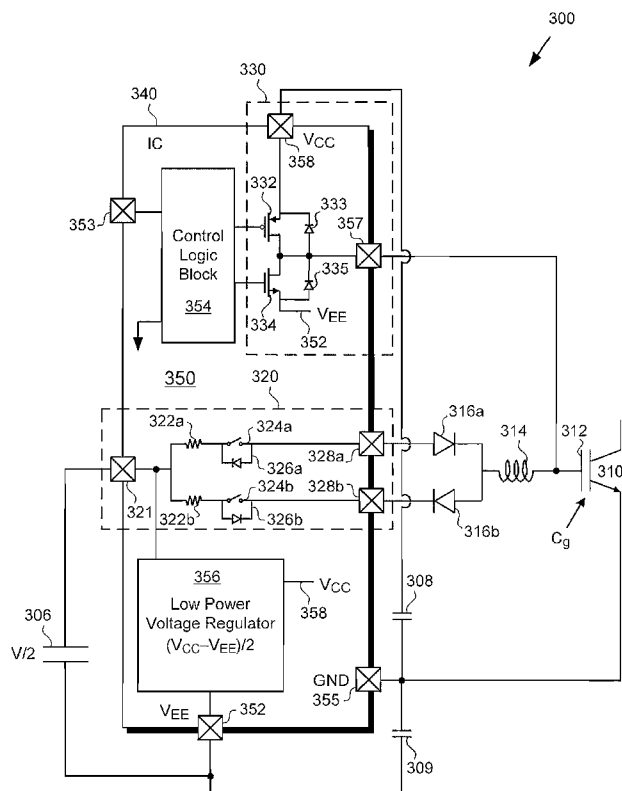 300
330
340
IC
VCC
358
332
333
353
357
Control
Logic
Block
354
335
334
VEE
352
350
320
322a
324a
316a
314
312
310
326a
328a
321
324b
328b
322b
326b
316b
Cg
356
VCC
358
Low Power
Voltage Regulator
(VCC–VEE)/2
306
308
V/2
GND
355
VEE
352
309